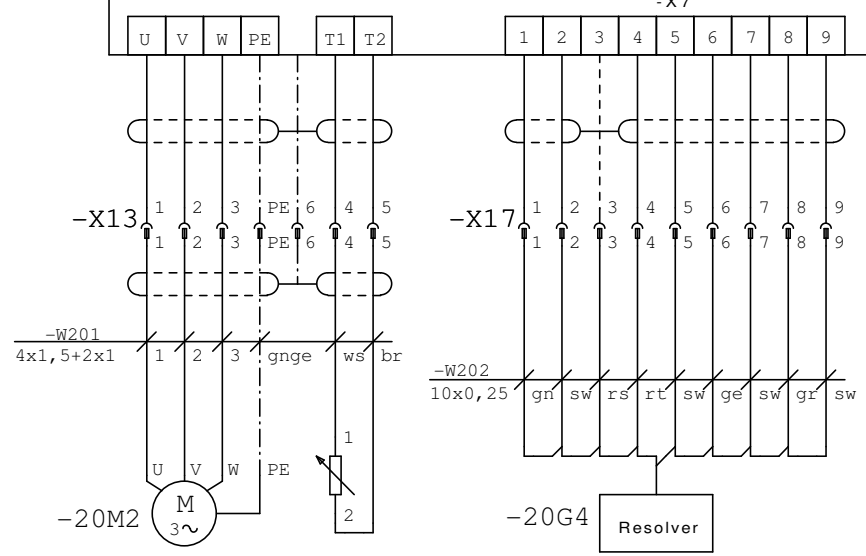 -X7
U V W PE T1 T2 1 2 3 4 5 6 7 8 9
-X13 1 2 3 PE 6 4 5 -X17 1 2 3 4 5 6 7 8 9
1 2 3 PE 6 4 5 1 2 3 4 5 6 7 8 9
-W201
4x1,5+2x1 1 2 3 gnge ws br
-W202
10x0,25 gn sw rs rt sw ge sw gr sw
1
U V W PE
M
3~
-20M2
2
-20G4
Resolver